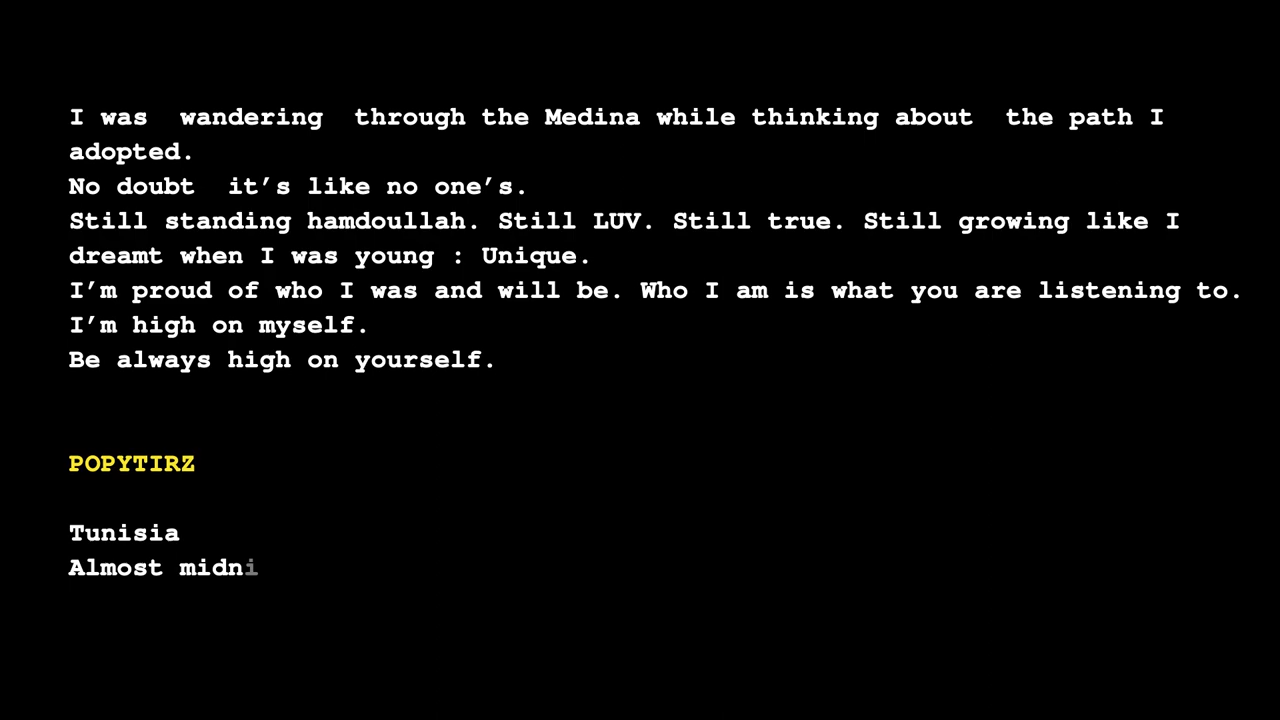 I was  wandering  through the Medina while thinking about  the path I
adopted.
No doubt  it’s like no one’s.
Still standing hamdoullah. Still LUV. Still true. Still growing like I
dreamt when I was young : Unique.
I’m proud of who I was and will be. Who I am is what you are listening to.
I’m high on myself.
Be always high on yourself.
POPYTIRZ
Tunisia
Almost midni